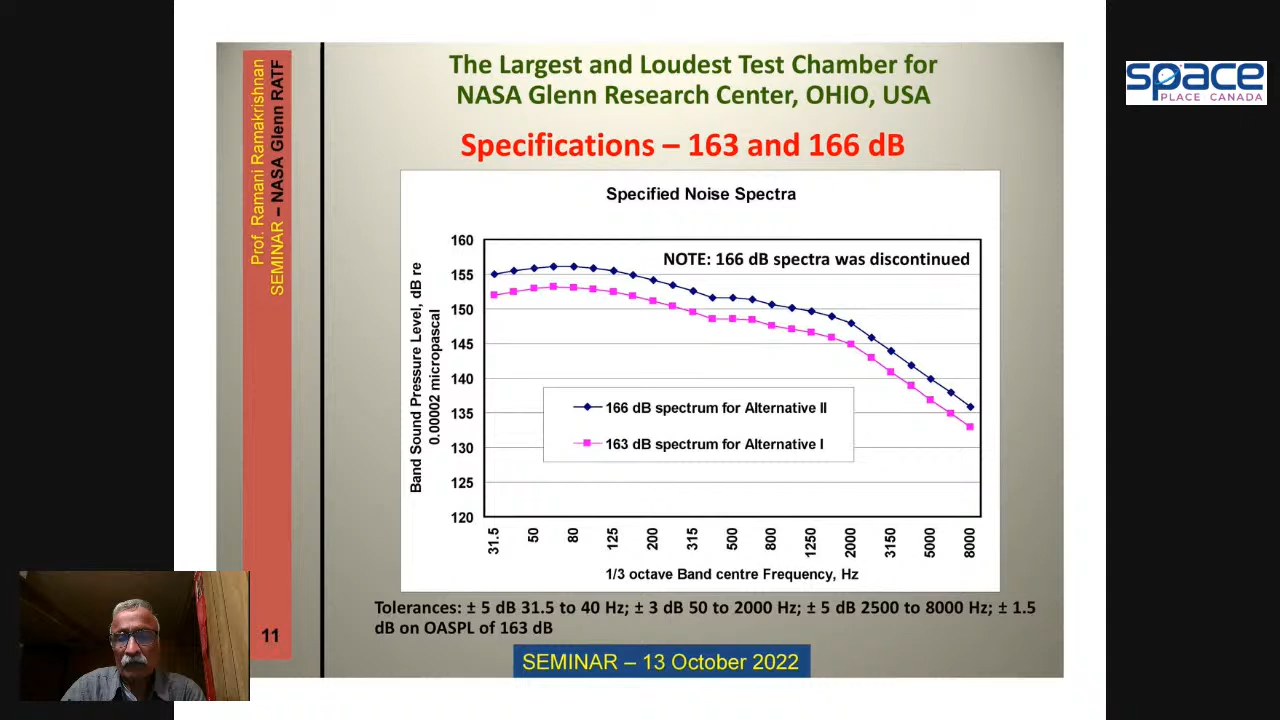 The Largest and Loudest Test Chamber for
NASA Glenn Research Center, OHIO, USA
Specifications – 163 and 166 dB
Prof. Ramani Ramakrishnan
SEMINAR – NASA Glenn RATF
space
PLACE CANADA
Specified Noise Spectra
NOTE: 166 dB spectra was discontinued
Band Sound Pressure Level, dB re
0.00002 micropascal
160
155
150
145
140
135
130
125
120
166 dB spectrum for Alternative II
163 dB spectrum for Alternative I
31.5 50 80 125 200 315 500 800 1250 2000 3150 5000 8000
1/3 octave Band centre Frequency, Hz
Tolerances: ± 5 dB 31.5 to 40 Hz; ± 3 dB 50 to 2000 Hz; ± 5 dB 2500 to 8000 Hz; ± 1.5
dB on OASPL of 163 dB
11
SEMINAR – 13 October 2022